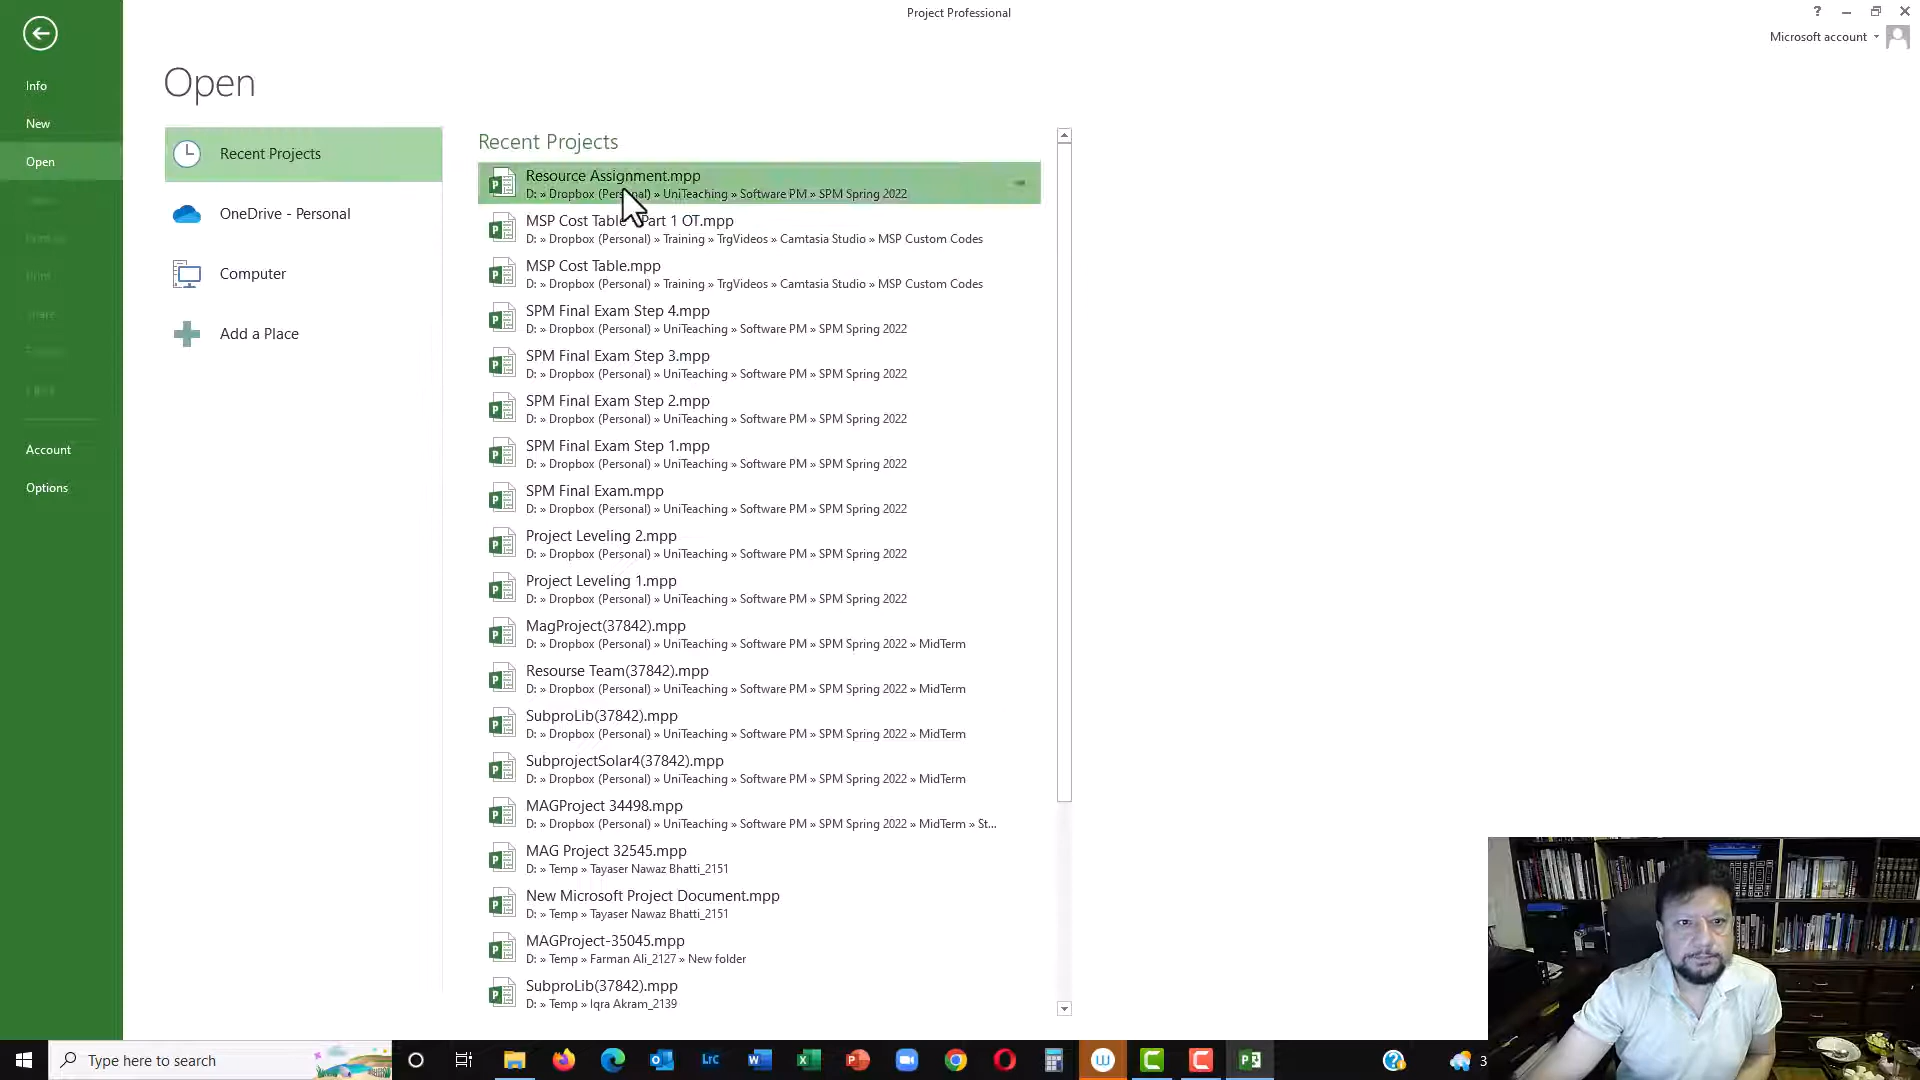 Project Professional
?
Microsoft account
Info
New
Open
Account
Options
Open
Recent Projects
OneDrive - Personal
Computer
Add a Place
Recent Projects
Resource Assignment.mpp
D: » Dropbox (Personal) » UniTeaching » Software PM » SPM Spring 2022
MSP Cost Table Part 1 OT.mpp
D: » Dropbox (Personal) » Training » TrgVideos » Camtasia Studio » MSP Custom Codes
MSP Cost Table.mpp
D: » Dropbox (Personal) » Training » TrgVideos » Camtasia Studio » MSP Custom Codes
SPM Final Exam Step 4.mpp
D: » Dropbox (Personal) » UniTeaching » Software PM » SPM Spring 2022
SPM Final Exam Step 3.mpp
D: » Dropbox (Personal) » UniTeaching » Software PM » SPM Spring 2022
SPM Final Exam Step 2.mpp
D: » Dropbox (Personal) » UniTeaching » Software PM » SPM Spring 2022
SPM Final Exam Step 1.mpp
D: » Dropbox (Personal) » UniTeaching » Software PM » SPM Spring 2022
SPM Final Exam.mpp
D: » Dropbox (Personal) » UniTeaching » Software PM » SPM Spring 2022
Project Leveling 2.mpp
D: » Dropbox (Personal) » UniTeaching » Software PM » SPM Spring 2022
Project Leveling 1.mpp
D: » Dropbox (Personal) » UniTeaching » Software PM » SPM Spring 2022
MagProject(37842).mpp
D: » Dropbox (Personal) » UniTeaching » Software PM » SPM Spring 2022 » MidTerm
Resourse Team(37842).mpp
D: » Dropbox (Personal) » UniTeaching » Software PM » SPM Spring 2022 » MidTerm
SubproLib(37842).mpp
D: » Dropbox (Personal) » UniTeaching » Software PM » SPM Spring 2022 » MidTerm
SubprojectSolar4(37842).mpp
D: » Dropbox (Personal) » UniTeaching » Software PM » SPM Spring 2022 » MidTerm
MAGProject 34498.mpp
D: » Dropbox (Personal) » UniTeaching » Software PM » SPM Spring 2022 » MidTerm » St...
MAG Project 32545.mpp
D: » Temp » Tayaser Nawaz Bhatti_2151
New Microsoft Project Document.mpp
D: » Temp » Tayaser Nawaz Bhatti_2151
MAGProject-35045.mpp
D: » Temp » Farman Ali_2127 » New folder
SubproLib(37842).mpp
D: » Temp » Iqra Akram_2139
Type here to search
3